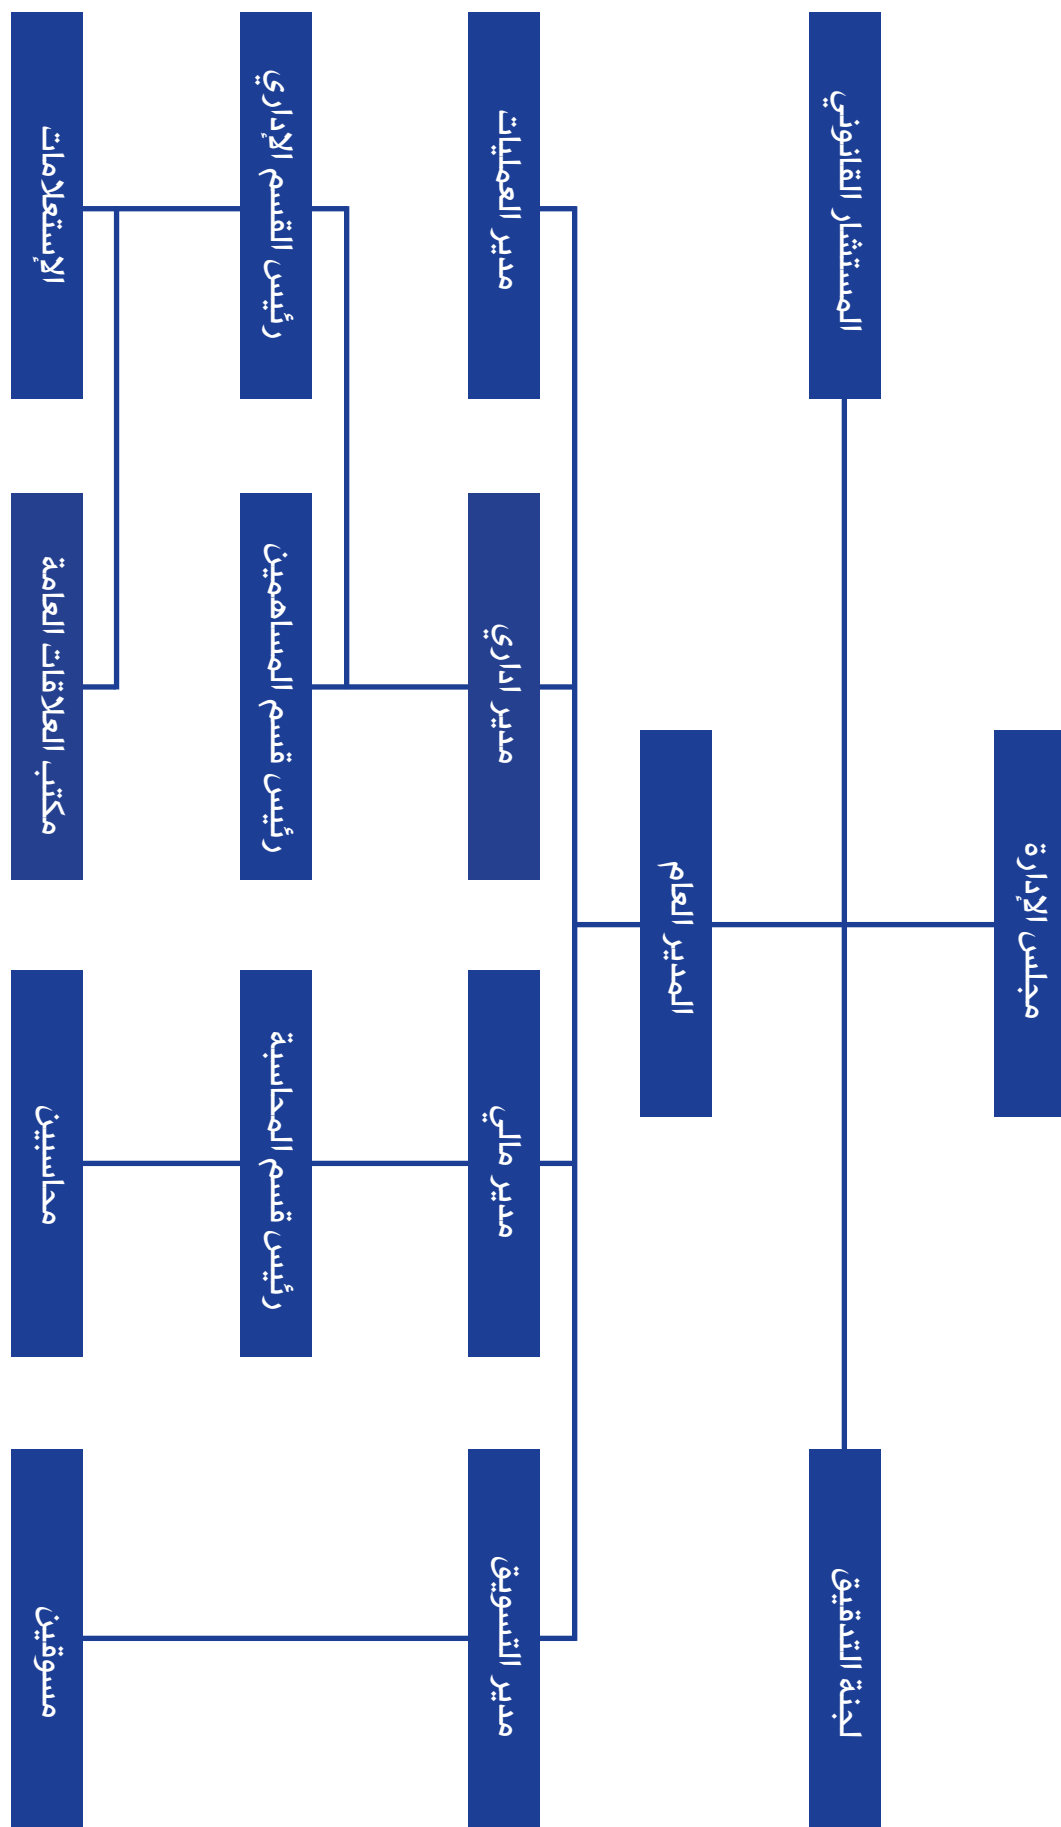 مجلس الإدارة
المستشار القانوني
لجنة التدقيق
المدير العام
مدير العمليات
مدير اداري
مدير مالي
مدير التسويق
رئيس القسم الإداري
رئيس قسم المساهمين
رئيس قسم المحاسبة
الإستعلامات
مكتب العلاقات العامة
محاسبين
مسوقين